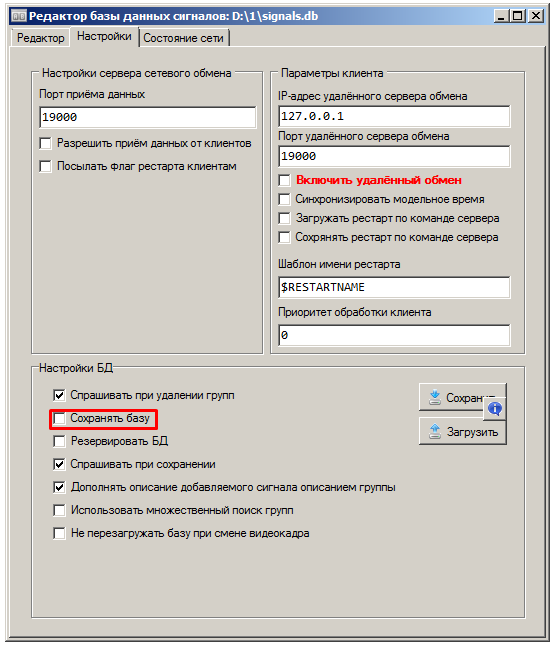 Редактор базы данных сигналов: D:\1\signals.db
Редактор Настройки Состояние сети
Настройки сервера сетевого обмена
Порт приёма данных
19000
Разрешить приём данных от клиентов
Посылать флаг рестарта клиентам
Параметры клиента
IP-адрес удалённого сервера обмена
127.0.0.1
Порт удалённого сервера обмена
19000
Включить удалённый обмен
Синхронизировать модельное время
Загружать рестарт по команде сервера
Сохрянять рестарт по команде сервера
Шаблон имени рестарта
$RESTARTNAME
Приоритет обработки клиента
0
Настройки БД
Спрашивать при удалении групп
Сохранять базу
Резервировать БД
Спрашивать при сохранении
Дополнять описание добавляемого сигнала описанием группы
Использовать множественный поиск групп
Не перезагружать базу при смене видеокадра
Загрузить